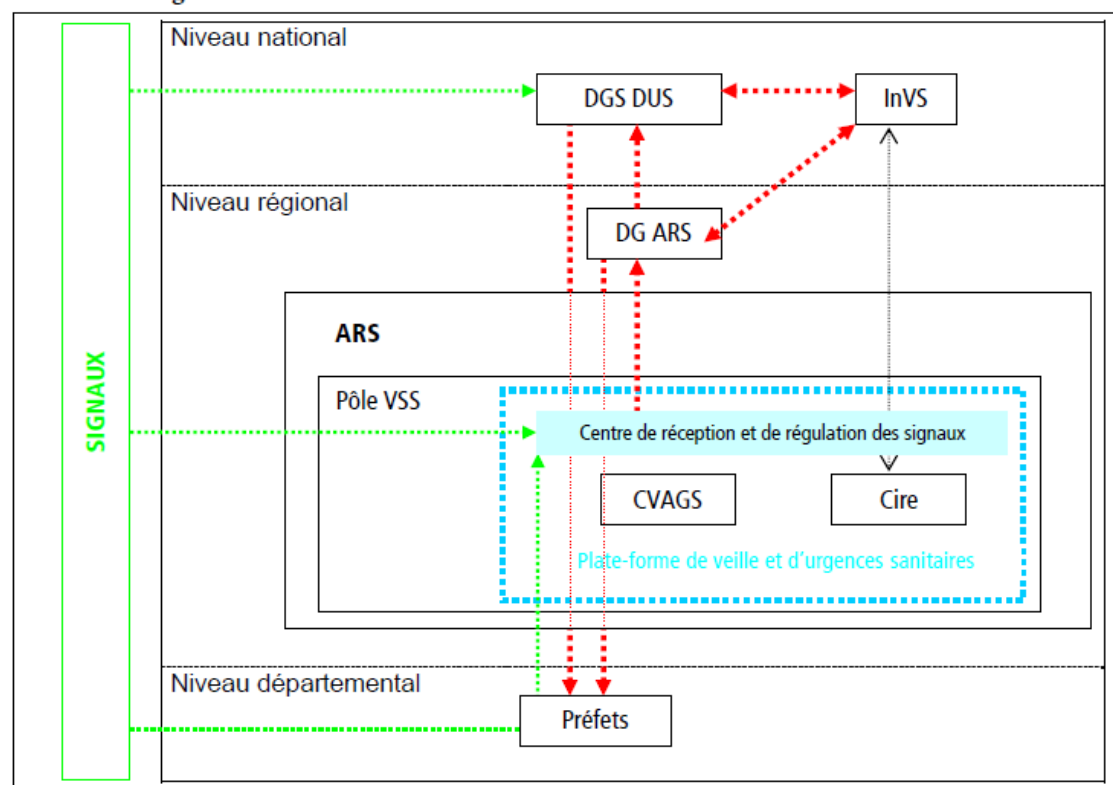 Niveau national
DGS DUS
InVS
Niveau régional
DG ARS
SIGNAUX
ARS
Pôle VSS
Centre de réception et de régulation des signaux
CVAGS
Cire
Plate-forme de veille et d'urgences sanitaires
Niveau départemental
Préfets